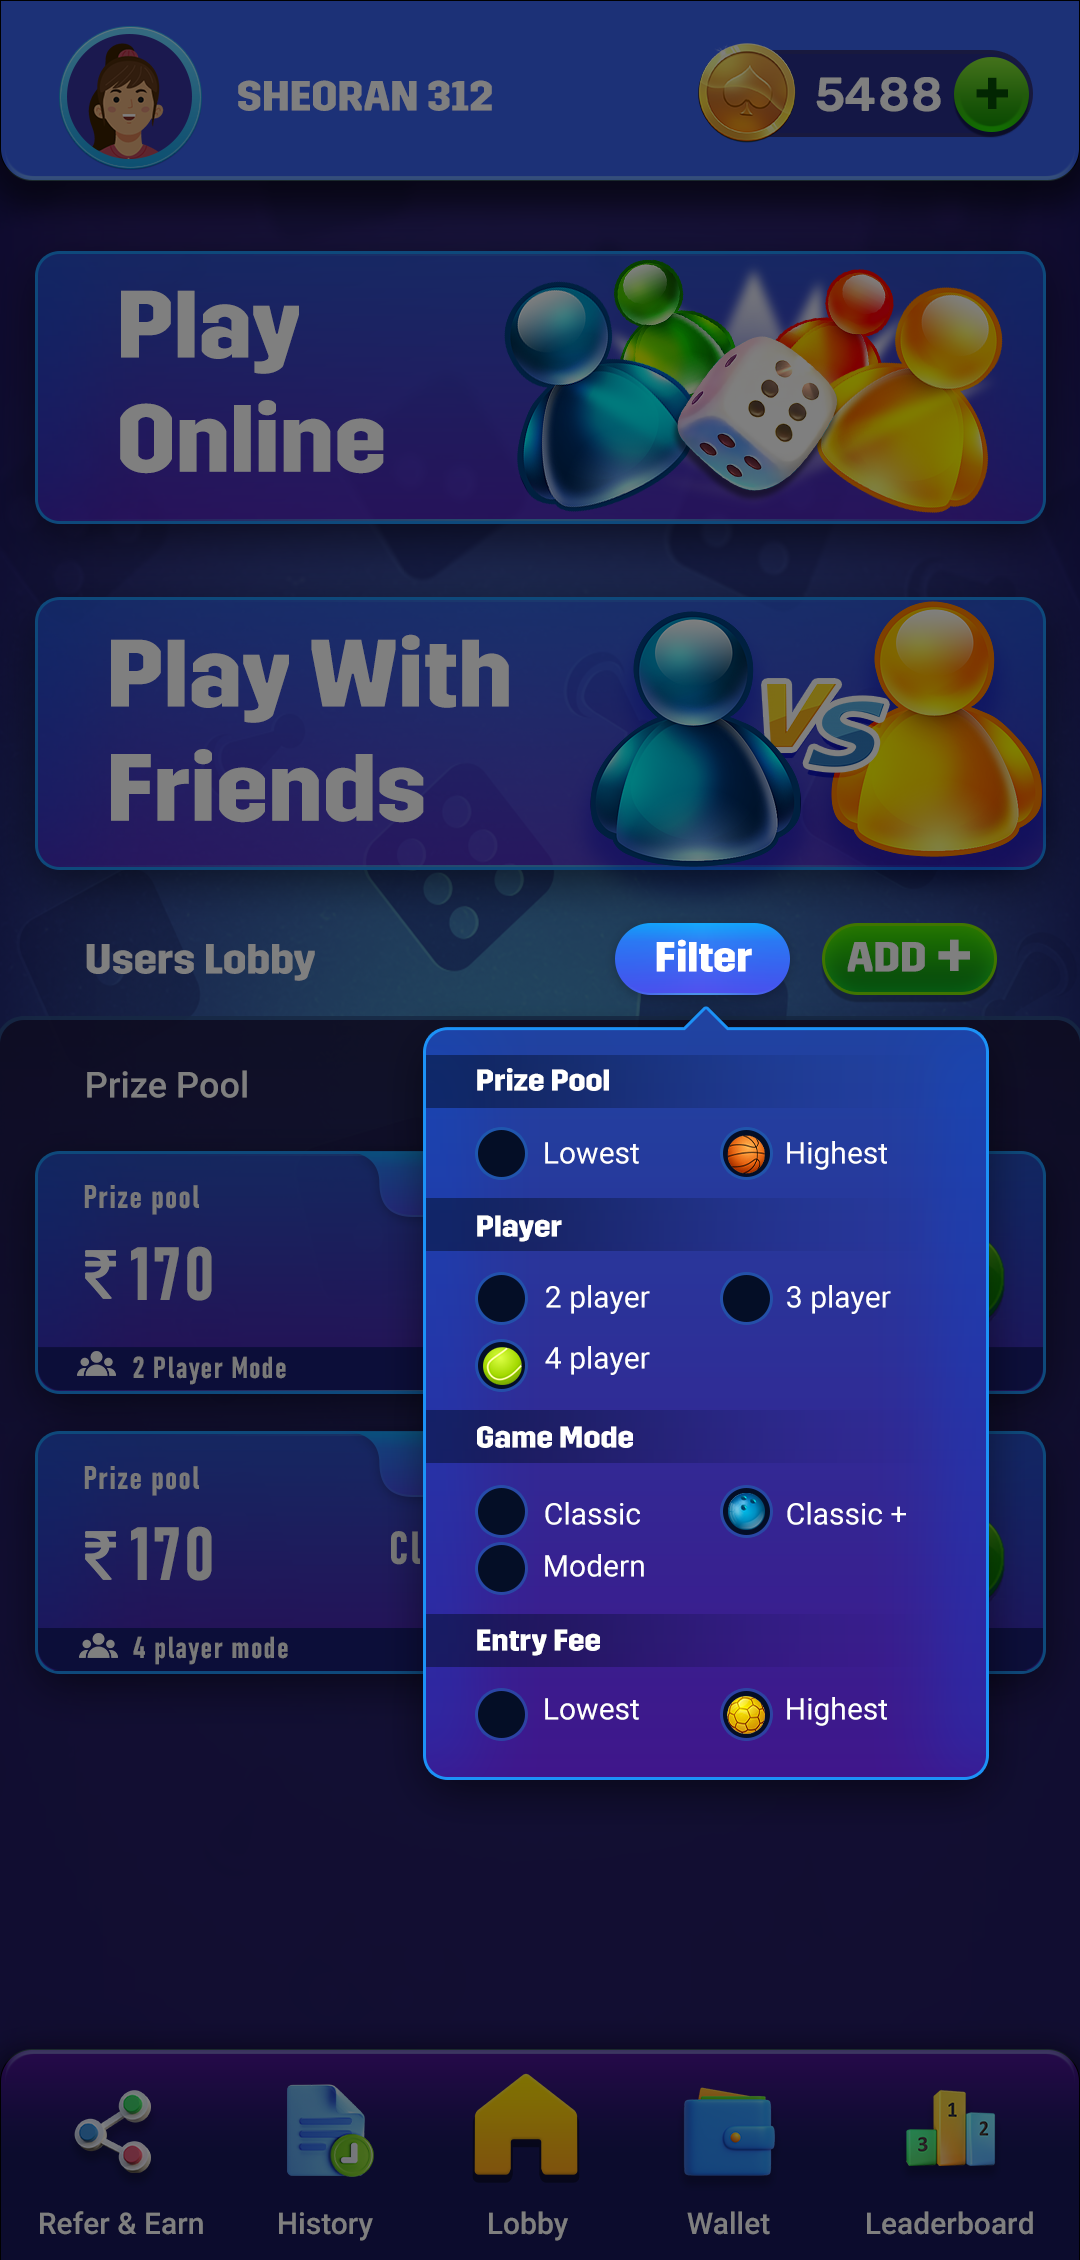 SHEORAN 312
5488
Play
Online
Play With
Friends
VS
Users Lobby
Filter
ADD +
Prize Pool
Prize pool
₹ 170
2 Player Mode
Prize pool
₹ 170
4 player mode
Prize Pool
Lowest
Highest
Player
2 player
3 player
4 player
Game Mode
Classic
Classic +
Modern
Entry Fee
Lowest
Highest
1
2
3
Refer & Earn
History
Lobby
Wallet
Leaderboard